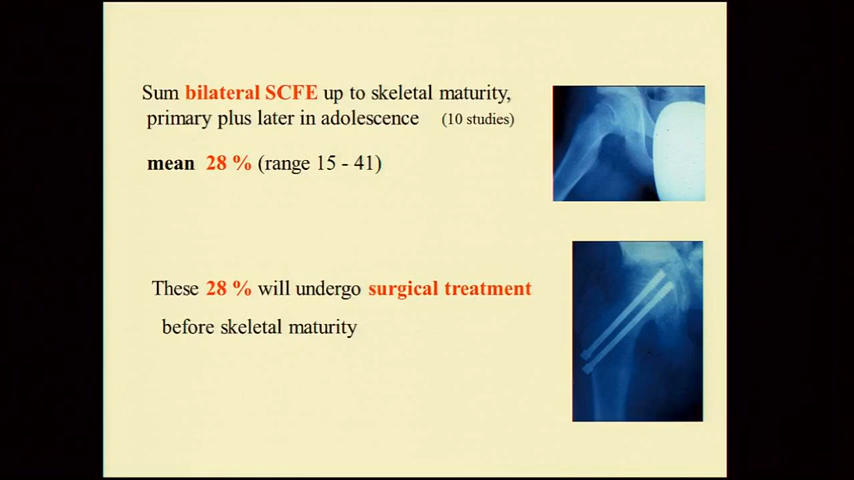 Sum bilateral SCFE up to skeletal maturity,
primary plus later in adolescence (10 studies)
mean 28 % (range 15 - 41)
These 28 % will undergo surgical treatment
before skeletal maturity